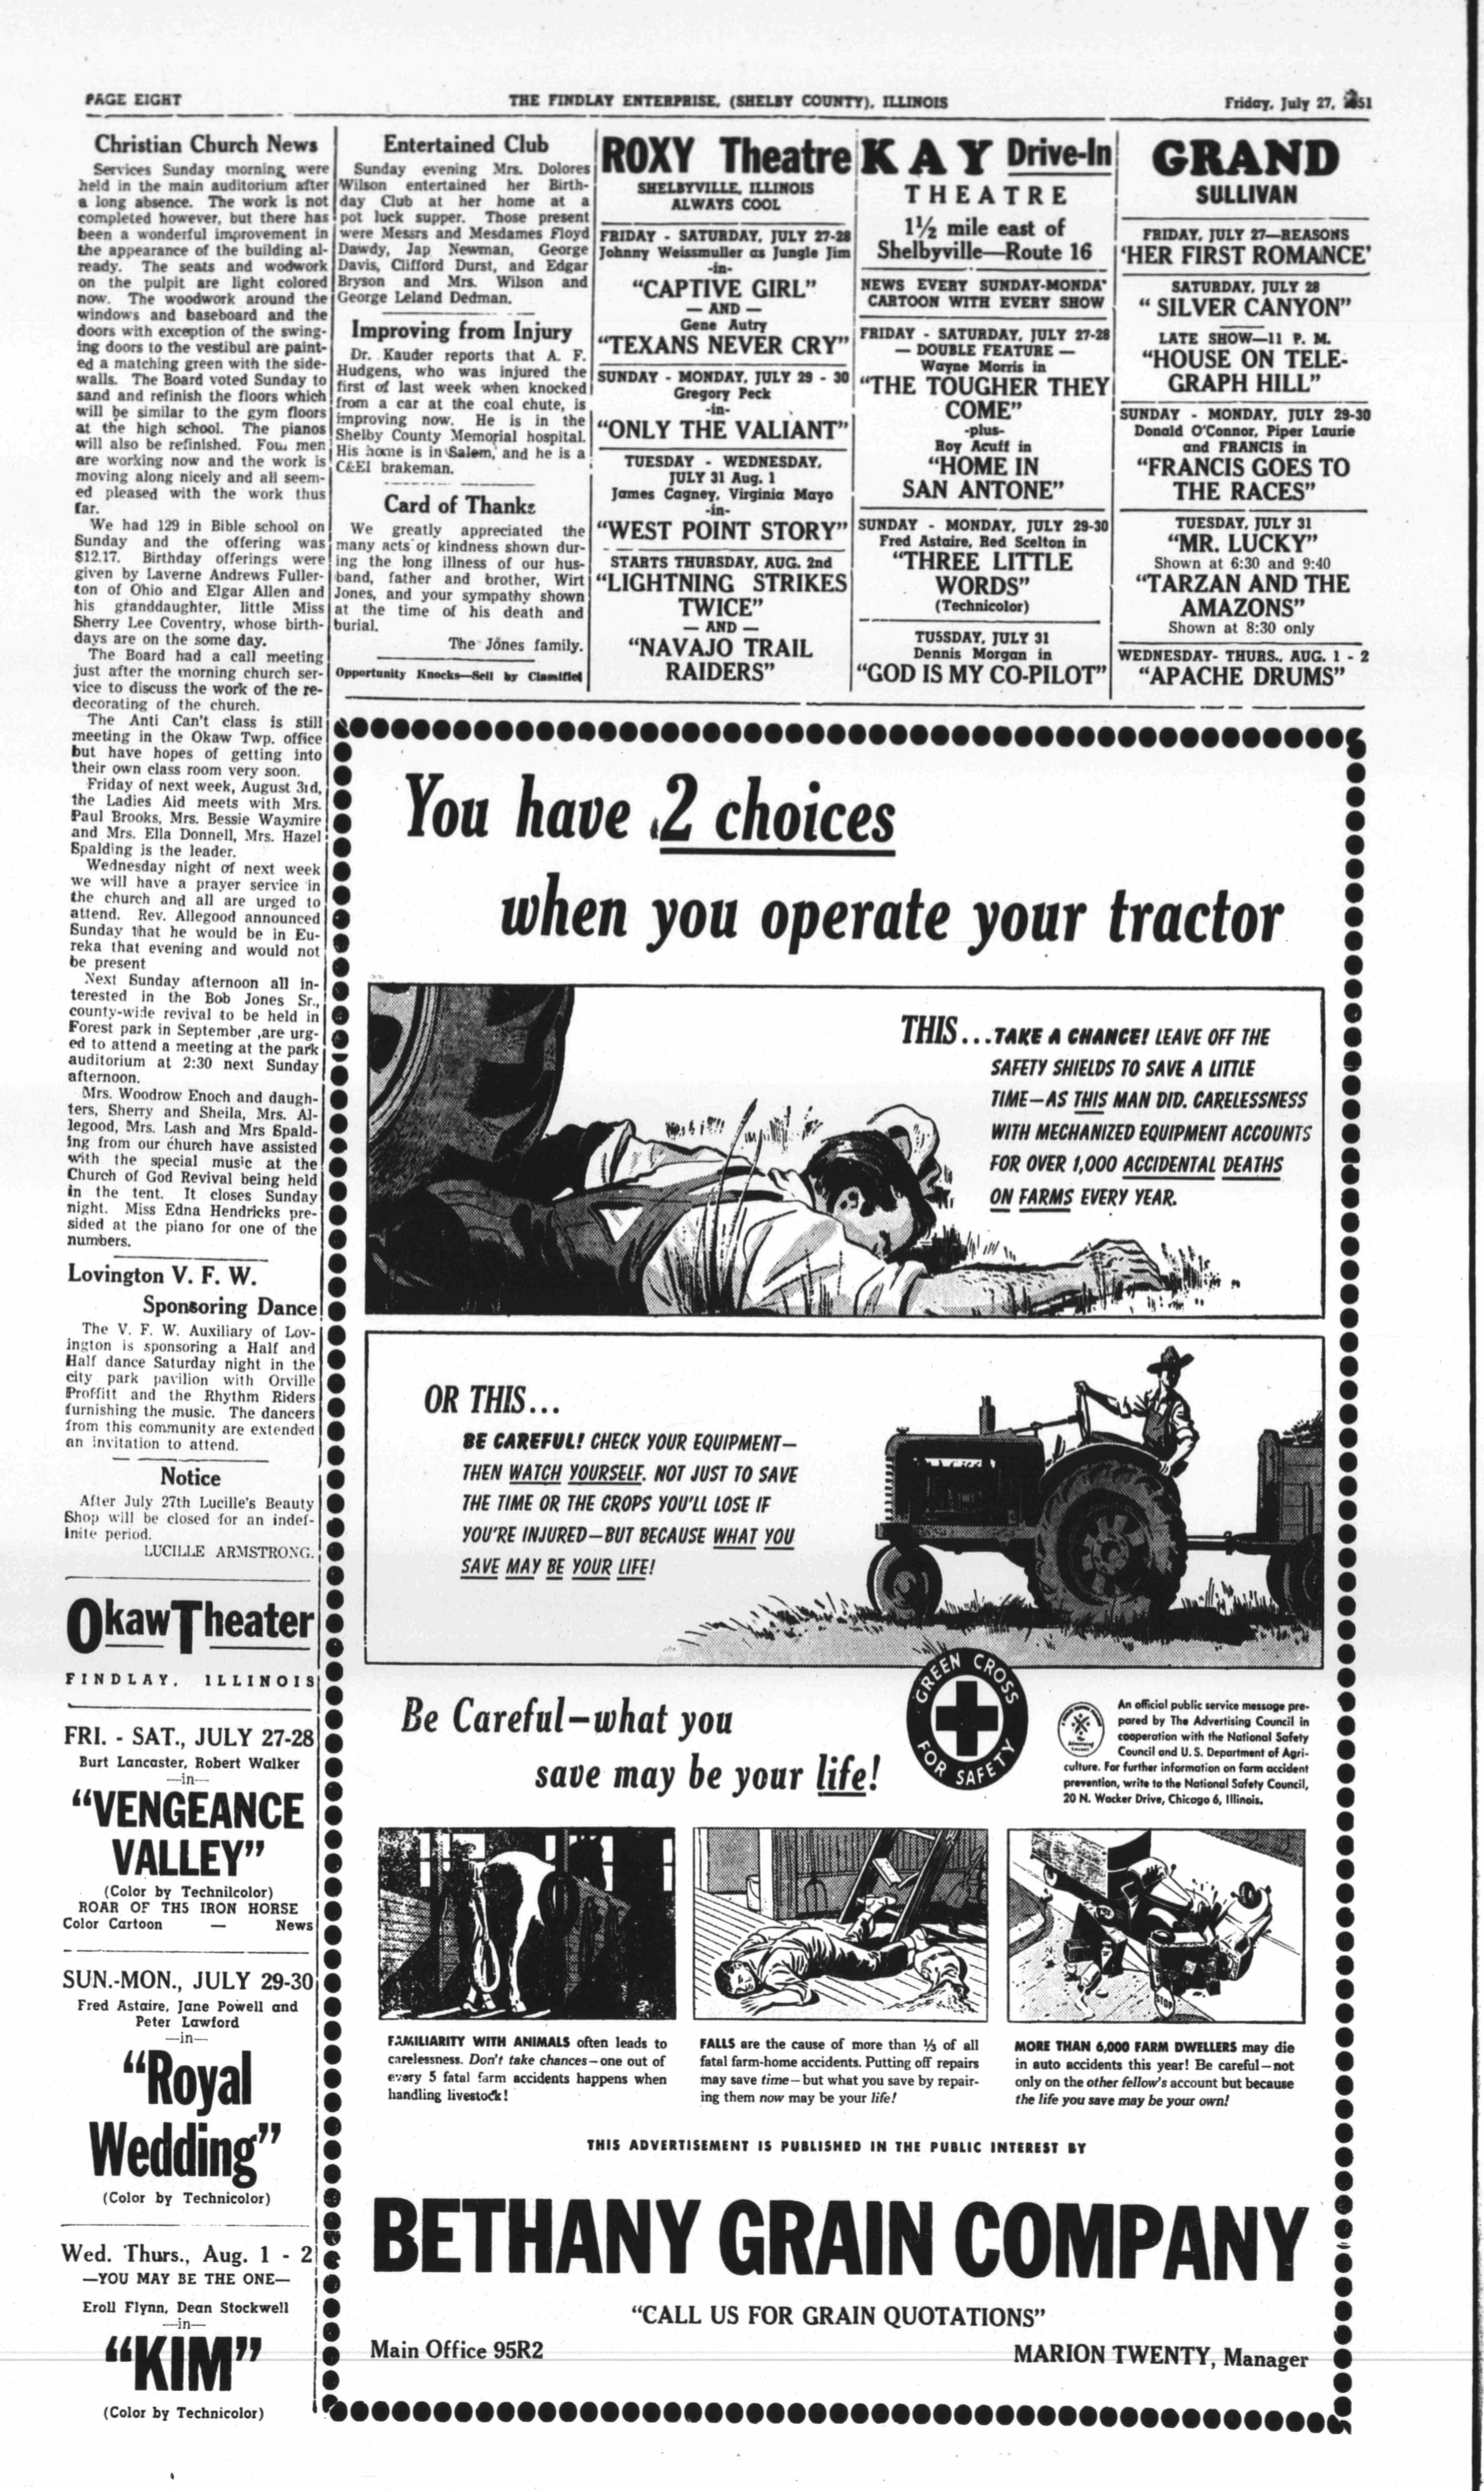 PAGE EIGHT
THE FINDLAY ENTERPRISE, (SHELBY COUNTY), ILLINOIS
Friday, July 27, 1951
Christian Church News
Services Sunday morning were
held in the main auditorium after
a long absence. The work is not
completed however, but there has
been a wonderful improvement in
the appearance of the building al-
ready. The seats and wodwork
on the pulpit are light colored
now. The woodwork around the
windows and baseboard and the
doors with exception of the swing-
ing doors to the vestibul are paint-
ed a matching green with the side-
walls. The Board voted Sunday to
sand and refinish the floors which
will be similar to the gym floors
at the high school. The pianos
will also be refinished. Four men
are working now and the work is
moving along nicely and all seem-
ed pleased with the work thus
far.
We had 129 in Bible school on
Sunday and the offering was
$12.17. Birthday offerings were
given by Laverne Andrews Fuller-
ton of Ohio and Elgar Allen and
his granddaughter, little Miss
Sherry Lee Coventry, whose birth-
days are on the some day.
The Board had a call meeting
just after the morning church ser-
vice to discuss the work of the re-
decorating of the church.
The Anti Can't class is still
meeting in the Okaw Twp. office
but have hopes of getting into
their own class room very soon.
Friday of next week, August 3rd,
the Ladies Aid meets with Mrs.
Paul Brooks, Mrs. Bessie Waymire
and Mrs. Ella Donnell, Mrs. Hazel
Spalding is the leader.
Wednesday night of next week
we will have a prayer service in
the church and all are urged to
attend. Rev. Allegood announced
Sunday that he would be in Eu-
reka that evening and would not
be present
Next Sunday afternoon all in-
terested in the Bob Jones Sr.,
county-wide revival to be held in
Forest park in September ,are urg-
ed to attend a meeting at the park
auditorium at 2:30 next Sunday
afternoon.
Mrs. Woodrow Enoch and daugh-
ters, Sherry and Sheila, Mrs. Al-
legood, Mrs. Lash and Mrs Spald-
ing from our church have assisted
with the special music at the
Church of God Revival being held
in the tent. It closes Sunday
night. Miss Edna Hendricks pre-
sided at the piano for one of the
numbers.
Lovington V. F. W.
Sponsoring Dance
The V. F. W. Auxiliary of Lov-
ington is sponsoring a Half and
Half dance Saturday night in the
city park pavilion with Orville
Proffitt and the Rhythm Riders
furnishing the music. The dancers
from this community are extended
an invitation to attend.
Notice
After July 27th Lucille's Beauty
Shop will be closed for an indef-
inite period.
LUCILLE ARMSTRONG.
Okaw Theater
FINDLAY, ILLINOIS
FRI. - SAT., JULY 27-28
Burt Lancaster, Robert Walker
—in—
"VENGEANCE
VALLEY"
(Color by Technilcolor)
ROAR OF THS IRON HORSE
Color Cartoon — News
SUN.-MON., JULY 29-30
Fred Astaire, Jane Powell and
Peter Lawford
—in—
"Royal
Wedding"
(Color by Technicolor)
Wed. Thurs., Aug. 1 - 2
—YOU MAY BE THE ONE—
Eroll Flynn, Dean Stockwell
—in—
"KIM"
(Color by Technicolor)
Entertained Club
Sunday evening Mrs. Dolores
Wilson entertained her Birth-
day Club at her home at a
pot luck supper. Those present
were Messrs and Mesdames Floyd
Dawdy, Jap Newman, George
Davis, Clifford Durst, and Edgar
Bryson and Mrs. Wilson and
George Leland Dedman.
Improving from Injury
Dr. Kauder reports that A. F.
Hudgens, who was injured the
first of last week when knocked
from a car at the coal chute, is
improving now. He is in the
Shelby County Memorial hospital.
His home is in Salem, and he is a
C&EI brakeman.
Card of Thanks
We greatly appreciated the
many acts of kindness shown dur-
ing the long illness of our hus-
band, father and brother, Wirt
Jones, and your sympathy shown
at the time of his death and
burial.
The Jones family.
Opportunity Knocks—Sell by Classified
ROXY Theatre
SHELBYVILLE, ILLINOIS
ALWAYS COOL
FRIDAY - SATURDAY, JULY 27-28
Johnny Weissmuller as Jungle Jim
-in-
"CAPTIVE GIRL"
— AND —
Gene Autry
"TEXANS NEVER CRY"
SUNDAY - MONDAY, JULY 29 - 30
Gregory Peck
-in-
"ONLY THE VALIANT"
TUESDAY - WEDNESDAY,
JULY 31 Aug. 1
James Cagney, Virginia Mayo
-in-
"WEST POINT STORY"
STARTS THURSDAY, AUG. 2nd
"LIGHTNING STRIKES
TWICE"
— AND —
"NAVAJO TRAIL
RAIDERS"
KAY Drive-In
THEATRE
1½ mile east of
Shelbyville—Route 16
NEWS EVERY SUNDAY-MONDA
CARTOON WITH EVERY SHOW
FRIDAY - SATURDAY, JULY 27-28
— DOUBLE FEATURE —
Wayne Morris in
"THE TOUGHER THEY
COME"
-plus-
Roy Acuff in
"HOME IN
SAN ANTONE"
SUNDAY - MONDAY, JULY 29-30
Fred Astaire, Red Scelton in
"THREE LITTLE
WORDS"
(Technicolor)
TUSSDAY, JULY 31
Dennis Morgan in
"GOD IS MY CO-PILOT"
GRAND
SULLIVAN
FRIDAY, JULY 27—REASONS
'HER FIRST ROMANCE'
SATURDAY, JULY 28
" SILVER CANYON"
LATE SHOW—11 P. M.
"HOUSE ON TELE-
GRAPH HILL"
SUNDAY - MONDAY, JULY 29-30
Donald O'Connor, Piper Laurie
and FRANCIS in
"FRANCIS GOES TO
THE RACES"
TUESDAY, JULY 31
"MR. LUCKY"
Shown at 6:30 and 9:40
"TARZAN AND THE
AMAZONS"
Shown at 8:30 only
WEDNESDAY- THURS., AUG. 1 - 2
"APACHE DRUMS"
You have 2 choices
when you operate your tractor
THIS...TAKE A CHANCE! LEAVE OFF THE
SAFETY SHIELDS TO SAVE A LITTLE
TIME—AS THIS MAN DID. CARELESSNESS
WITH MECHANIZED EQUIPMENT ACCOUNTS
FOR OVER 1,000 ACCIDENTAL DEATHS
ON FARMS EVERY YEAR.
OR THIS...
BE CAREFUL! CHECK YOUR EQUIPMENT—
THEN WATCH YOURSELF. NOT JUST TO SAVE
THE TIME OR THE CROPS YOU'LL LOSE IF
YOU'RE INJURED—BUT BECAUSE WHAT YOU
SAVE MAY BE YOUR LIFE!
Be Careful—what you
save may be your life!
GREEN CROSS
FOR SAFETY
An official public service message pre-
pared by The Advertising Council in
cooperation with the National Safety
Council and U. S. Department of Agri-
culture. For further information on farm accident
prevention, write to the National Safety Council,
20 N. Wacker Drive, Chicago 6, Illinois.
STOP
FAMILIARITY WITH ANIMALS often leads to
carelessness. Don't take chances—one out of
every 5 fatal farm accidents happens when
handling livestock!
FALLS are the cause of more than ⅓ of all
fatal farm-home accidents. Putting off repairs
may save time—but what you save by repair-
ing them now may be your life!
MORE THAN 6,000 FARM DWELLERS may die
in auto accidents this year! Be careful—not
only on the other fellow's account but because
the life you save may be your own!
THIS ADVERTISEMENT IS PUBLISHED IN THE PUBLIC INTEREST BY
BETHANY GRAIN COMPANY
"CALL US FOR GRAIN QUOTATIONS"
Main Office 95R2
MARION TWENTY, Manager